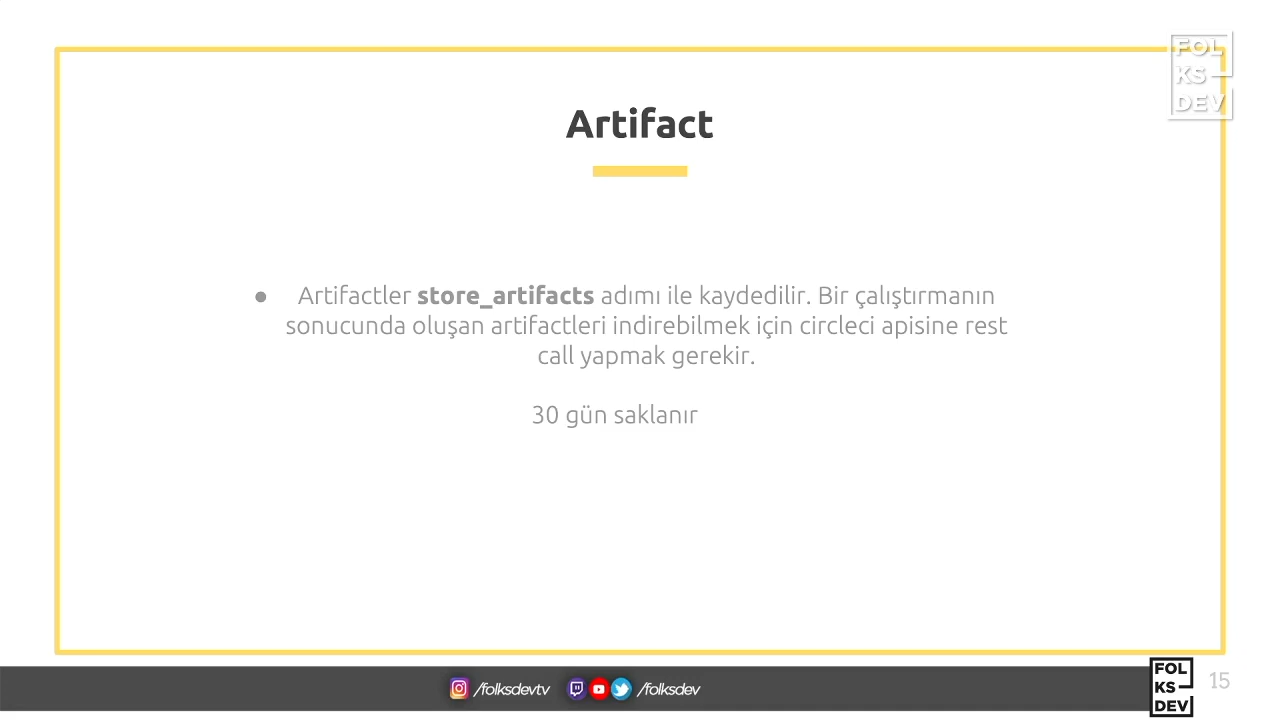 FOL
KS
DEV
Artifact
● Artifactler store_artifacts adımı ile kaydedilir. Bir çalıştırmanın
sonucunda oluşan artifactleri indirebilmek için circleci apisine rest
call yapmak gerekir.
30 gün saklanır
/folksdevtv /folksdev
FOL
KS
DEV
15